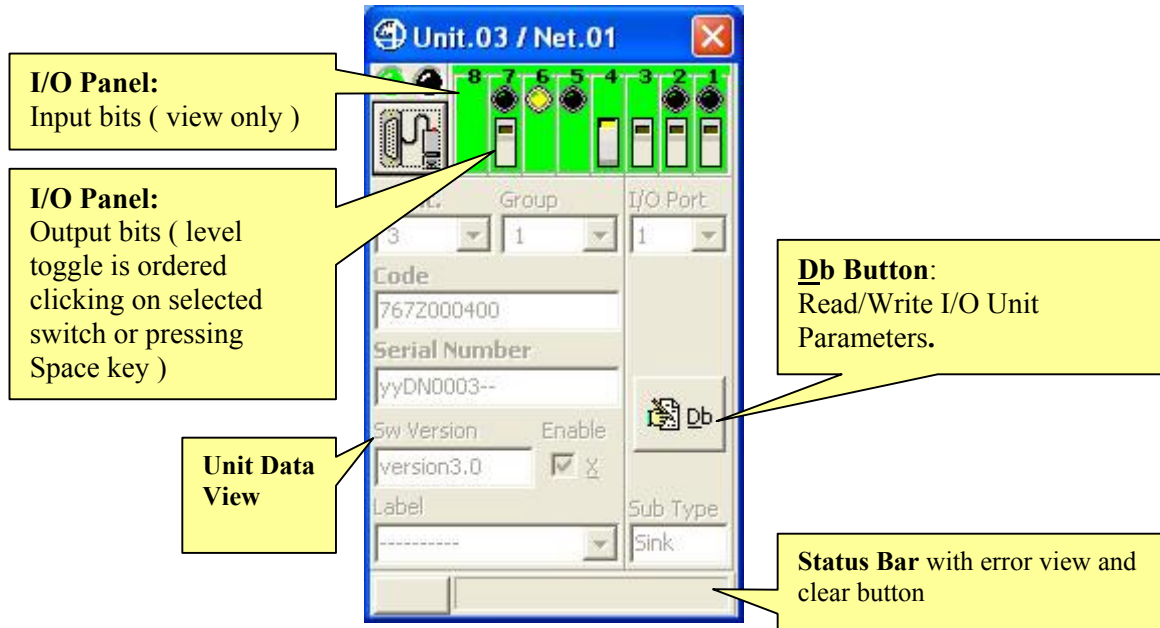 Unit.03 / Net.01
I/O Panel:
Input bits ( view only )
8 7 6 5 4 3 2 1
I/O Panel:
Output bits ( level
toggle is ordered
clicking on selected
switch or pressing
Space key )
Group
I/O Port
3
1
1
Code
767Z000400
Serial Number
yyDN0003--
Db
Db Button:
Read/Write I/O Unit
Parameters.
Sw Version
Enable
version3.0
X
Unit Data
View
Label
Sub Type
----------
Sink
Status Bar with error view and
clear button